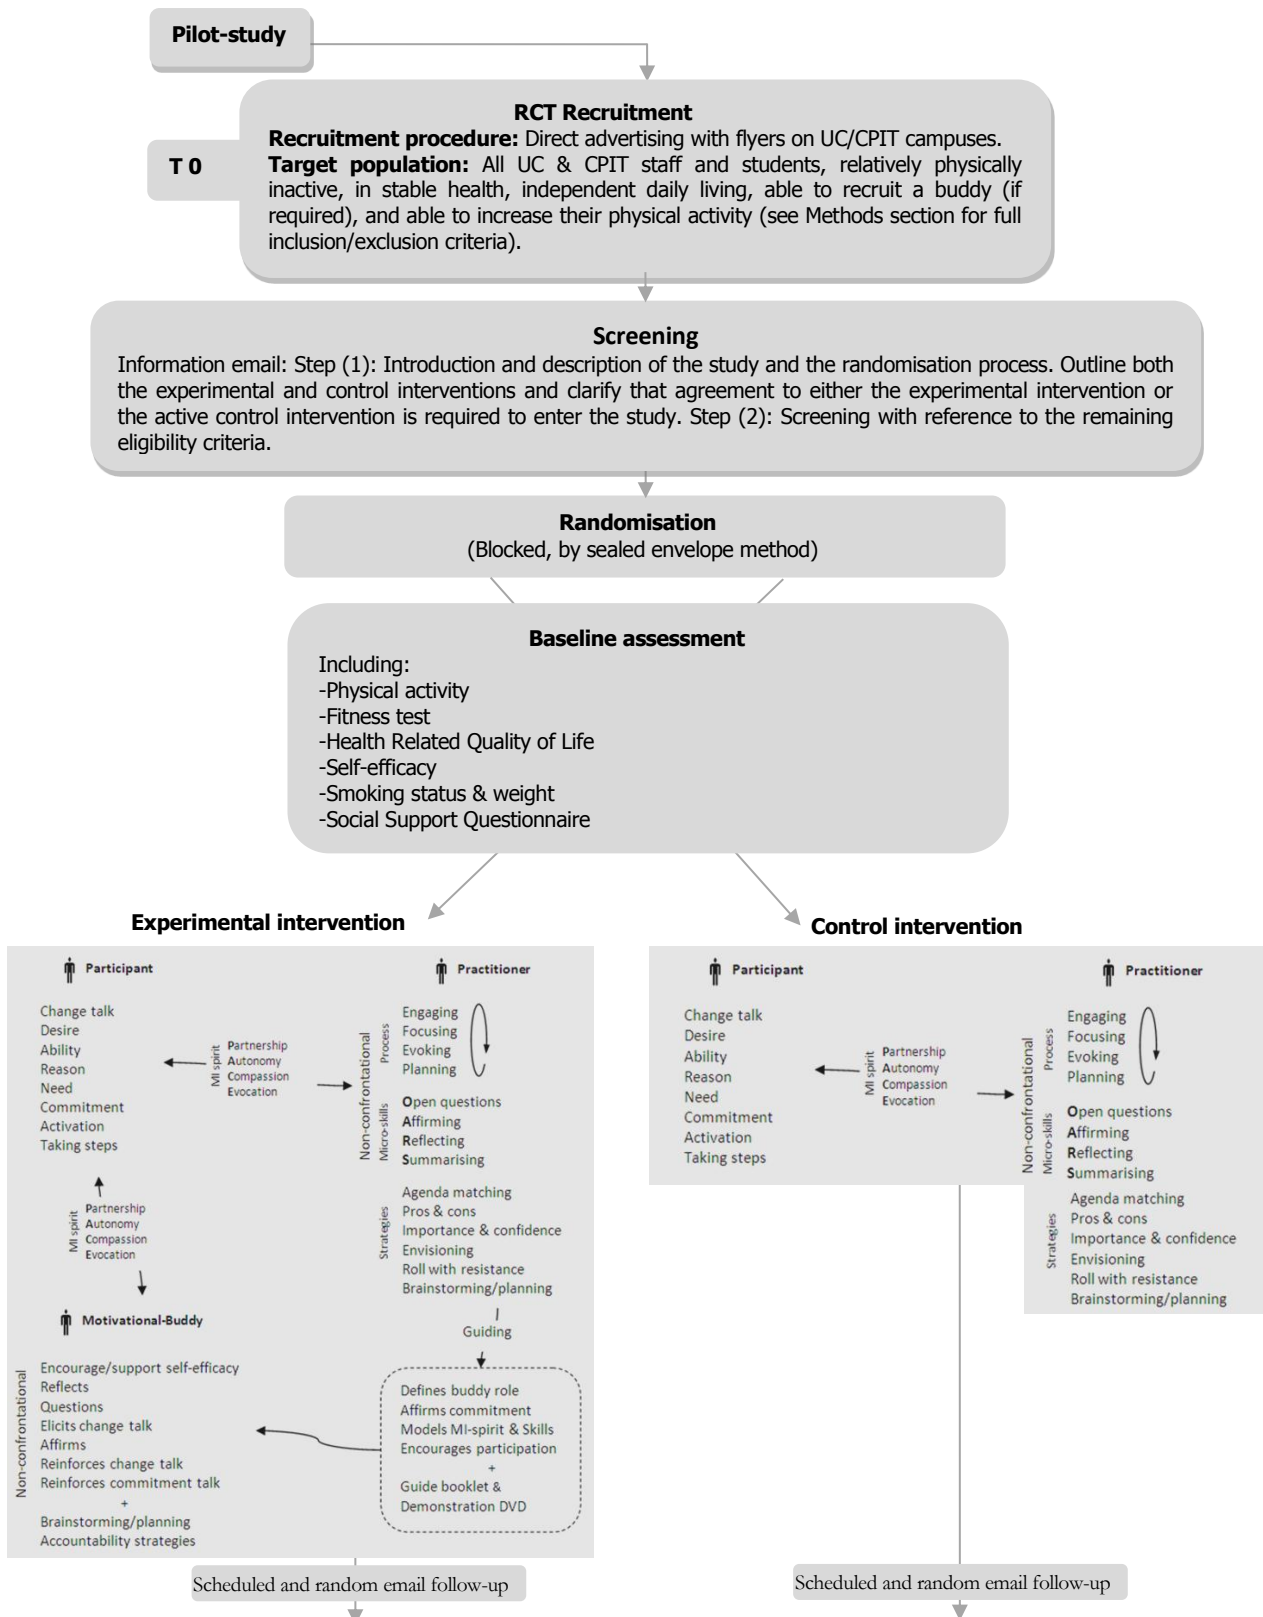 Pilot-study
RCT Recruitment
Recruitment procedure: Direct advertising with flyers on UC/CPIT campuses.
T 0
Target population: All UC & CPIT staff and students, relatively physically
inactive, in stable health, independent daily living, able to recruit a buddy (if
required), and able to increase their physical activity (see Methods section for full
inclusion/exclusion criteria).
Screening
Information email: Step (1): Introduction and description of the study and the randomisation process. Outline both
the experimental and control interventions and clarify that agreement to either the experimental intervention or
the active control intervention is required to enter the study. Step (2): Screening with reference to the remaining
eligibility criteria.
Randomisation
(Blocked, by sealed envelope method)
Baseline assessment
Including:
-Physical activity
-Fitness test
-Health Related Quality of Life
-Self-efficacy
-Smoking status & weight
-Social Support Questionnaire
Experimental intervention
Participant
Change talk
Desire
Ability
Reason
Need
Commitment
Activation
Taking steps
MI spirit
Partnership
Autonomy
Compassion
Evocation
Practitioner
Non-confrontational
Process
Engaging
Focusing
Evoking
Planning
Micro-skills
Open questions
Affirming
Reflecting
Summarising
Strategies
Agenda matching
Pros & cons
Importance & confidence
Envisioning
Roll with resistance
Brainstorming/planning
Guiding
MI spirit
Partnership
Autonomy
Compassion
Evocation
Motivational-Buddy
Non-confrontational
Encourage/support self-efficacy
Reflects
Questions
Elicits change talk
Affirms
Reinforces change talk
Reinforces commitment talk
+
Brainstorming/planning
Accountability strategies
Defines buddy role
Affirms commitment
Models MI-spirit & Skills
Encourages participation
+
Guide booklet &
Demonstration DVD
Scheduled and random email follow-up
Control intervention
Participant
Change talk
Desire
Ability
Reason
Need
Commitment
Activation
Taking steps
MI spirit
Partnership
Autonomy
Compassion
Evocation
Practitioner
Non-confrontational
Process
Engaging
Focusing
Evoking
Planning
Micro-skills
Open questions
Affirming
Reflecting
Summarising
Strategies
Agenda matching
Pros & cons
Importance & confidence
Envisioning
Roll with resistance
Brainstorming/planning
Scheduled and random email follow-up